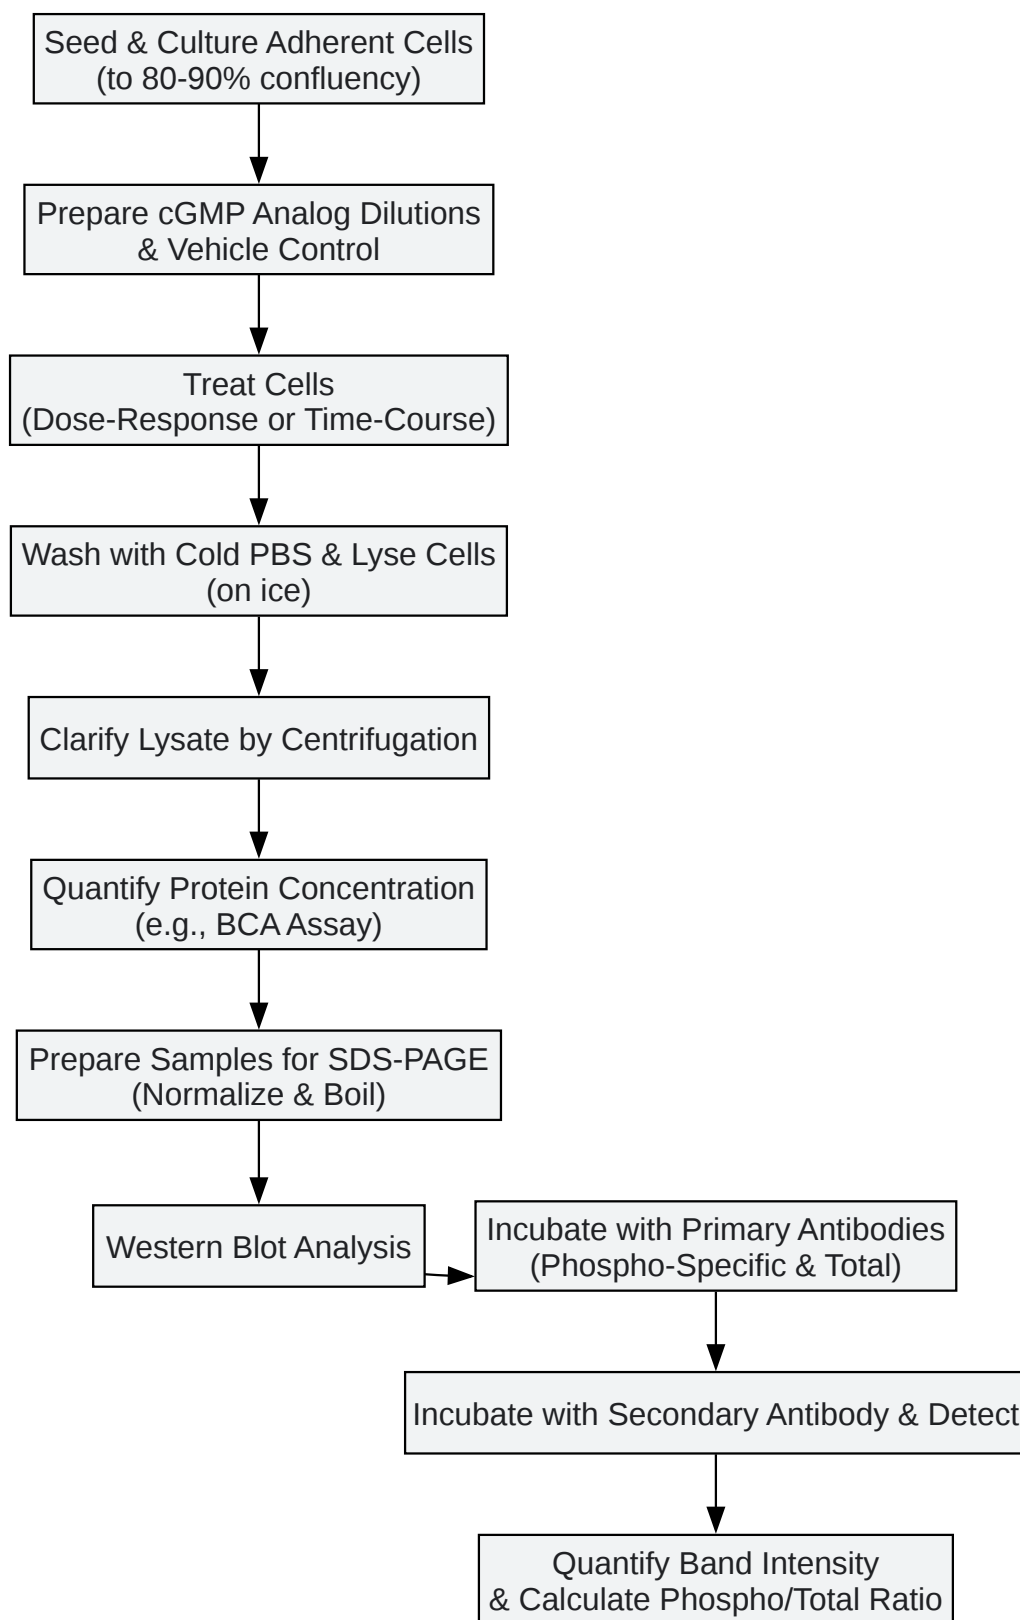 Seed & Culture Adherent Cells
(to 80-90% confluency)
Prepare cGMP Analog Dilutions
& Vehicle Control
Treat Cells
(Dose-Response or Time-Course)
Wash with Cold PBS & Lyse Cells
(on ice)
Clarify Lysate by Centrifugation
Quantify Protein Concentration
(e.g., BCA Assay)
Prepare Samples for SDS-PAGE
(Normalize & Boil)
Western Blot Analysis
Incubate with Primary Antibodies
(Phospho-Specific & Total)
Incubate with Secondary Antibody & Detect
Quantify Band Intensity
& Calculate Phospho/Total Ratio